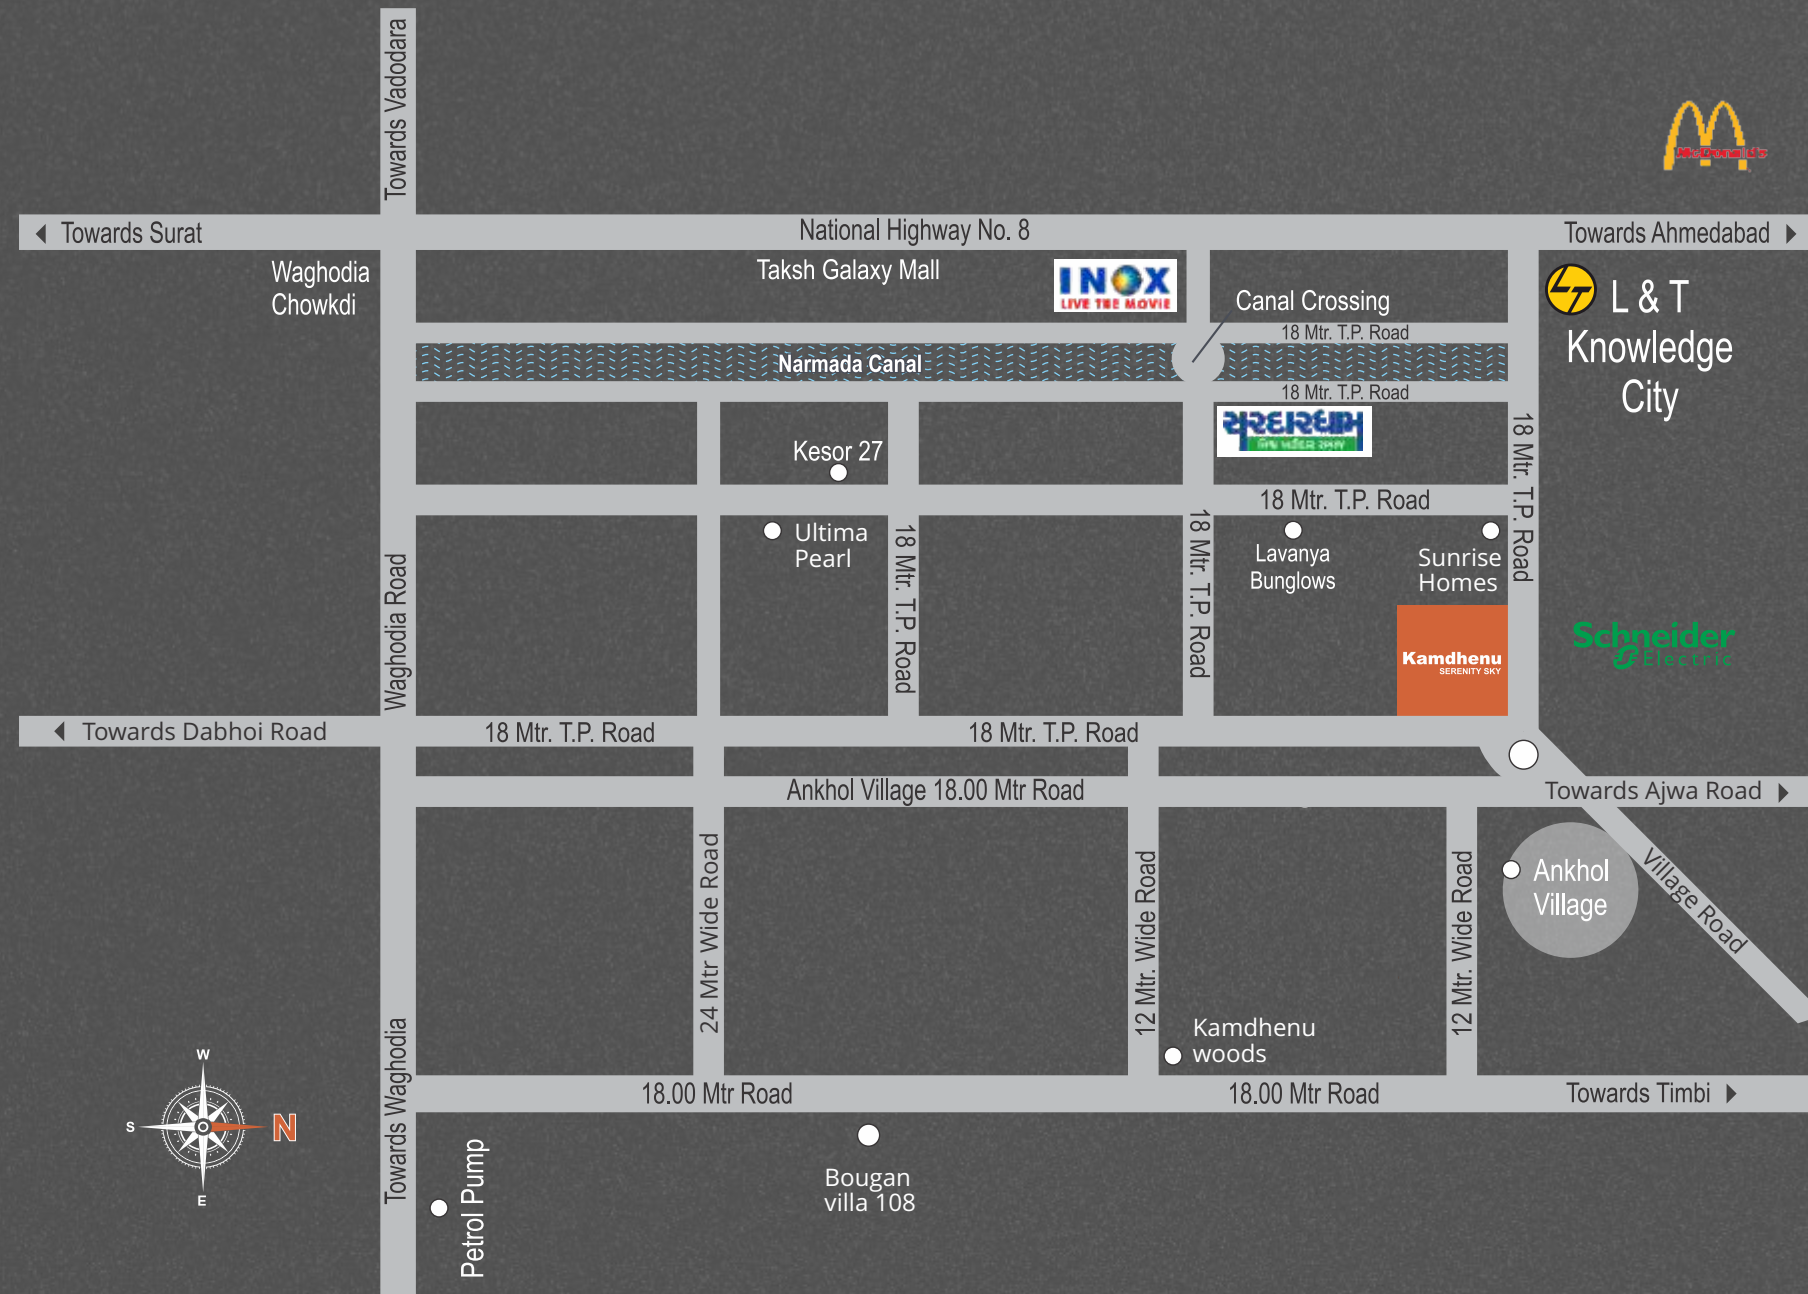 Towards Vadodara
McDonald's
Towards Surat
National Highway No. 8
Towards Ahmedabad
Waghodia
Chowkdi
Taksh Galaxy Mall
INOX
LIVE THE MOVIE
Canal Crossing
L & T
Knowledge
City
18 Mtr. T.P. Road
Narmada Canal
18 Mtr. T.P. Road
સરદારધામ
Kesor 27
18 Mtr. T.P. Road
18 Mtr. T.P. Road
Ultima
Pearl
18 Mtr. T.P. Road
18 Mtr. T.P. Road
Lavanya
Bunglows
Sunrise
Homes
Waghodia Road
Kamdhenu
SERENITY SKY
Schneider
Electric
Towards Dabhoi Road
18 Mtr. T.P. Road
18 Mtr. T.P. Road
Ankhol Village 18.00 Mtr Road
Towards Ajwa Road
24 Mtr Wide Road
12 Mtr. Wide Road
12 Mtr. Wide Road
Ankhol
Village
Village Road
Kamdhenu
woods
Towards Waghodia
18.00 Mtr Road
18.00 Mtr Road
Towards Timbi
W
S
N
E
Petrol Pump
Bougan
villa 108